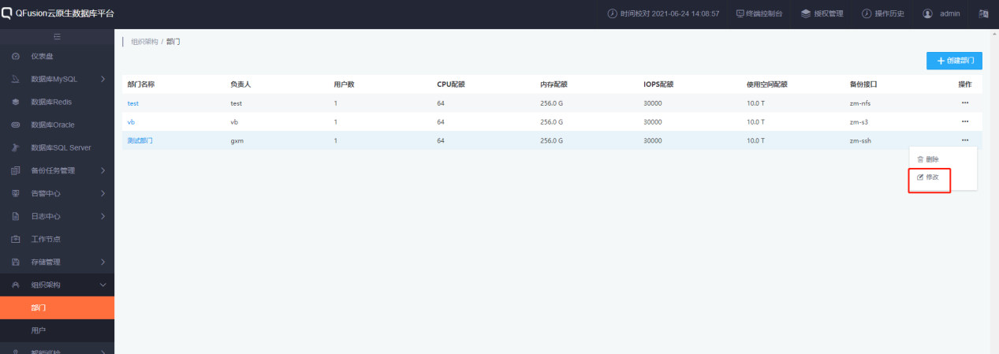 QFusion云原生数据库平台 时间校对 2021-06-24 14:08:57 终端控制台 授权管理 操作历史 admin
组织架构 / 部门
仪表盘
数据库MySQL
数据库Redis
数据库Oracle
数据库SQL Server
备份任务管理
告警中心
日志中心
工作节点
存储管理
组织架构
部门
用户
智能巡检
创建部门
部门名称 负责人 用户数 CPU配额 内存配额 IOPS配额 使用空间配额 备份接口 操作
test test 1 64 256.0 G 30000 10.0 T zm-nfs ···
vb vb 1 64 256.0 G 30000 10.0 T zm-s3 ···
测试部门 gxm 1 64 256.0 G 30000 10.0 T zm-ssh ···
删除
修改